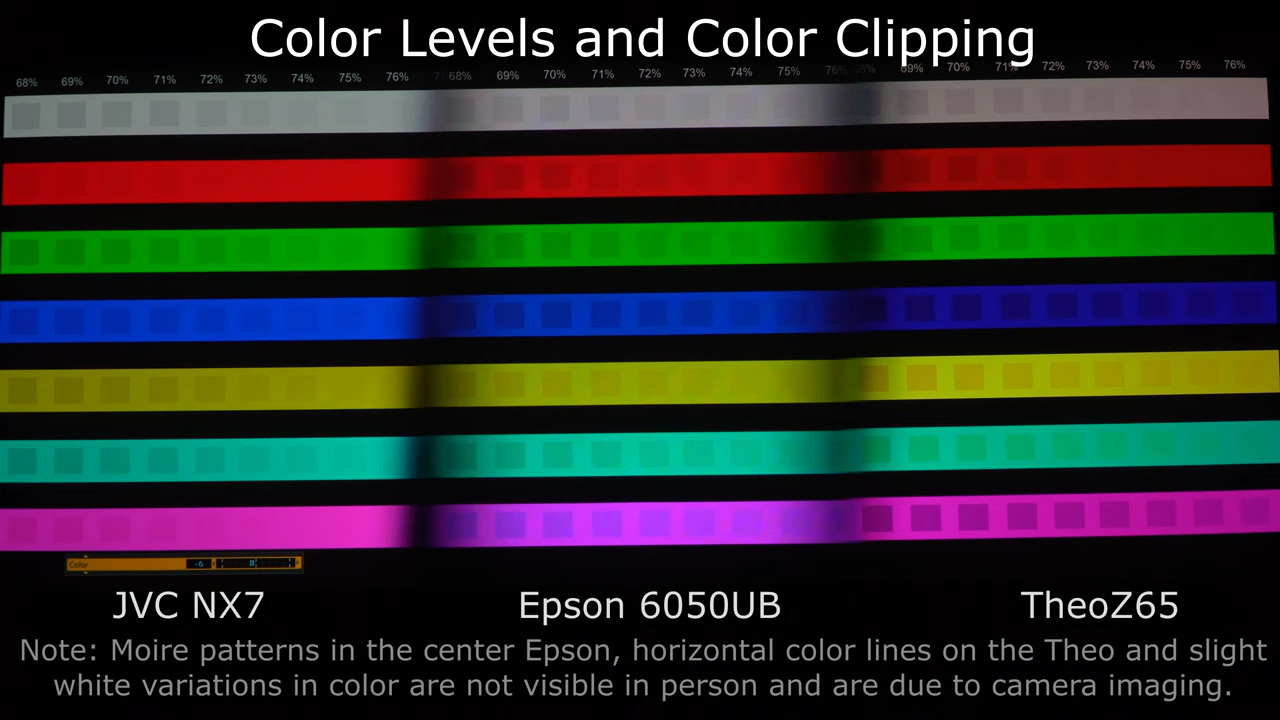 Color Levels and Color Clipping
68% 69% 70% 71% 72% 73% 74% 75% 76% 68% 69% 70% 71% 72% 73% 74% 75% 76% 68% 69% 70% 71% 72% 73% 74% 75% 76%
Color -6
JVC NX7 Epson 6050UB TheoZ65
Note: Moire patterns in the center Epson, horizontal color lines on the Theo and slight
white variations in color are not visible in person and are due to camera imaging.